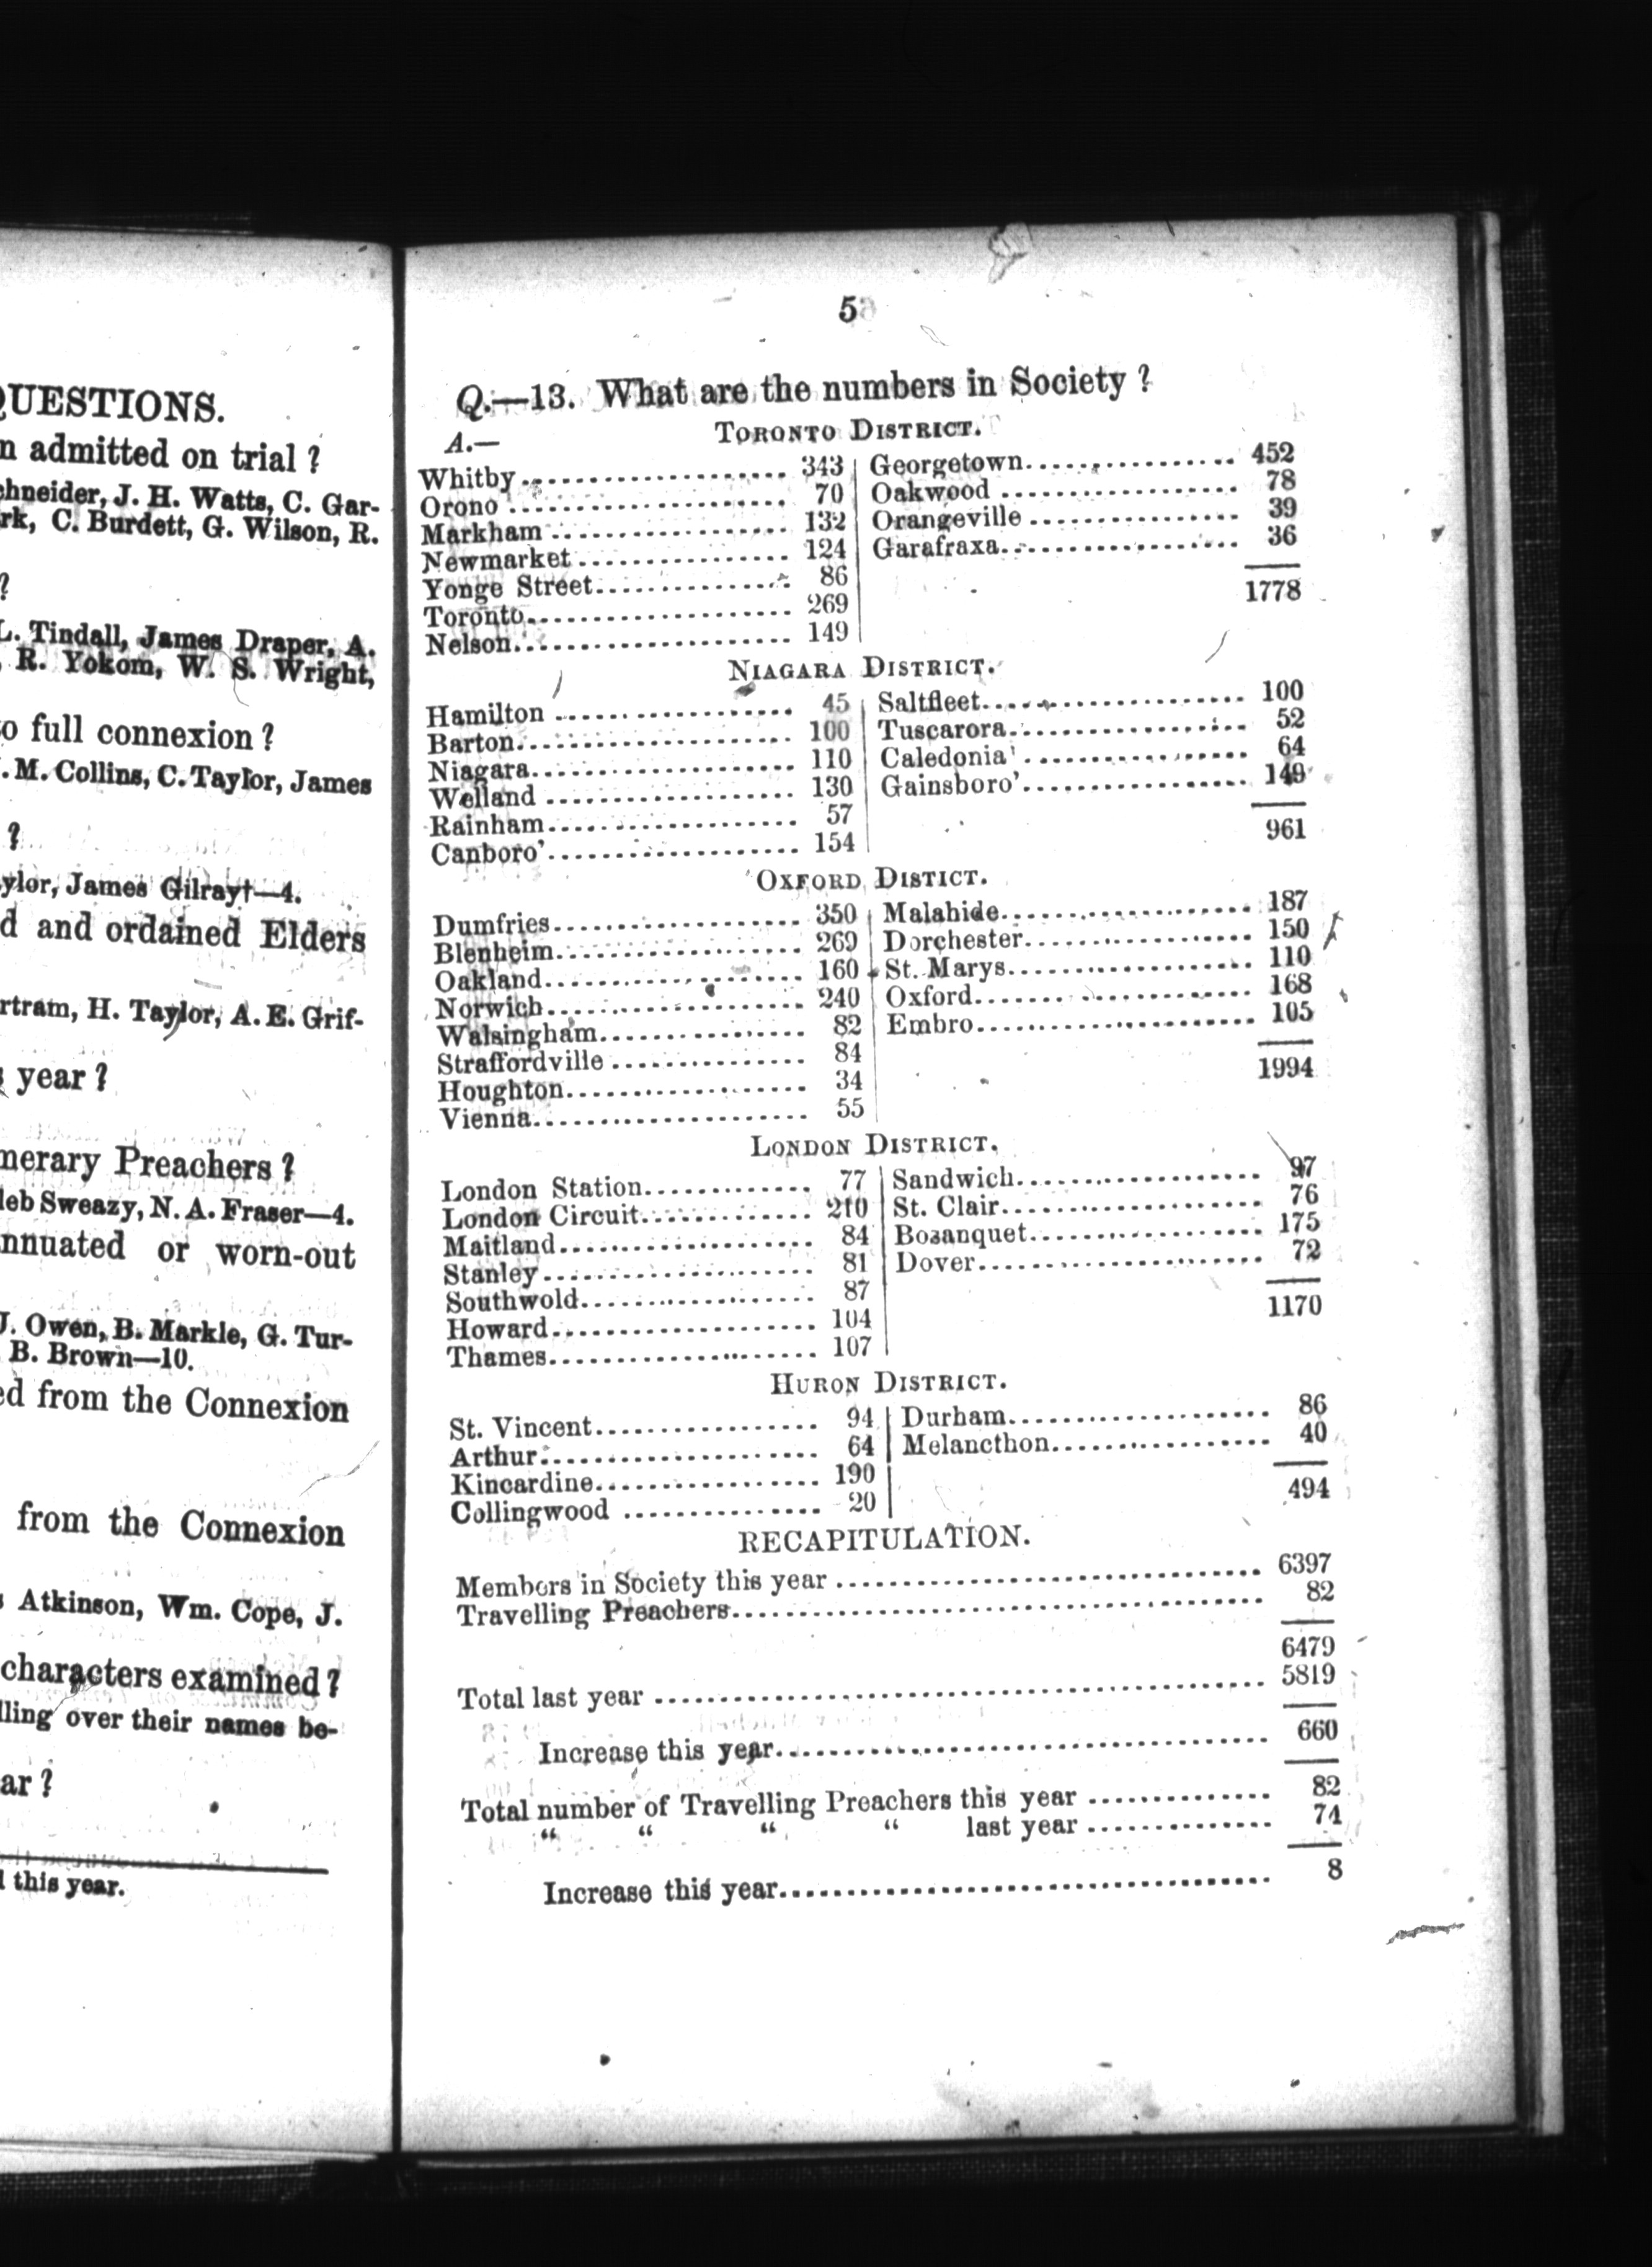 QUESTIONS.
n admitted on trial ?
chneider, J. H. Watts, C. Gar-
rk, C. Burdett, G. Wilson, R.
?
L. Tindall, James Draper, A.
R. Yokom, W. S. Wright,
o full connexion ?
M. Collins, C. Taylor, James
?
ylor, James Gilray†—4.
d and ordained Elders
rtram, H. Taylor, A. E. Grif-
s year ?
nerary Preachers ?
leb Sweazy, N. A. Fraser—4.
nnuated or worn-out
J. Owen, B. Markle, G. Tur-
B. Brown—10.
ed from the Connexion
from the Connexion
s Atkinson, Wm. Cope, J.
characters examined ?
lling over their names be-
ar ?
l this year.
5
Q.—13. What are the numbers in Society ?
A.— TORONTO DISTRICT.
Whitby 343 Georgetown 452
Orono 70 Oakwood 78
Markham 132 Orangeville 39
Newmarket 124 Garafraxa 36
Yonge Street 86
Toronto 269 1778
Nelson 149
NIAGARA DISTRICT.
Hamilton 45 Saltfleet 100
Barton 100 Tuscarora 52
Niagara 110 Caledonia 64
Welland 130 Gainsboro' 149
Rainham 57
Canboro' 154 961
OXFORD DISTICT.
Dumfries 350 Malahide 187
Blenheim 269 Dorchester 150
Oakland 160 St. Marys 110
Norwich 240 Oxford 168
Walsingham 82 Embro 105
Straffordville 84
Houghton 34 1994
Vienna 55
LONDON DISTRICT.
London Station 77 Sandwich 97
London Circuit 210 St. Clair 76
Maitland 84 Bosanquet 175
Stanley 81 Dover 72
Southwold 87
Howard 104 1170
Thames 107
HURON DISTRICT.
St. Vincent 94 Durham 86
Arthur 64 Melancthon 40
Kincardine 190
Collingwood 20 494
RECAPITULATION.
Members in Society this year 6397
Travelling Preachers 82
6479
Total last year 5819
Increase this year 660
Total number of Travelling Preachers this year 82
" " " " last year 74
Increase this year 8